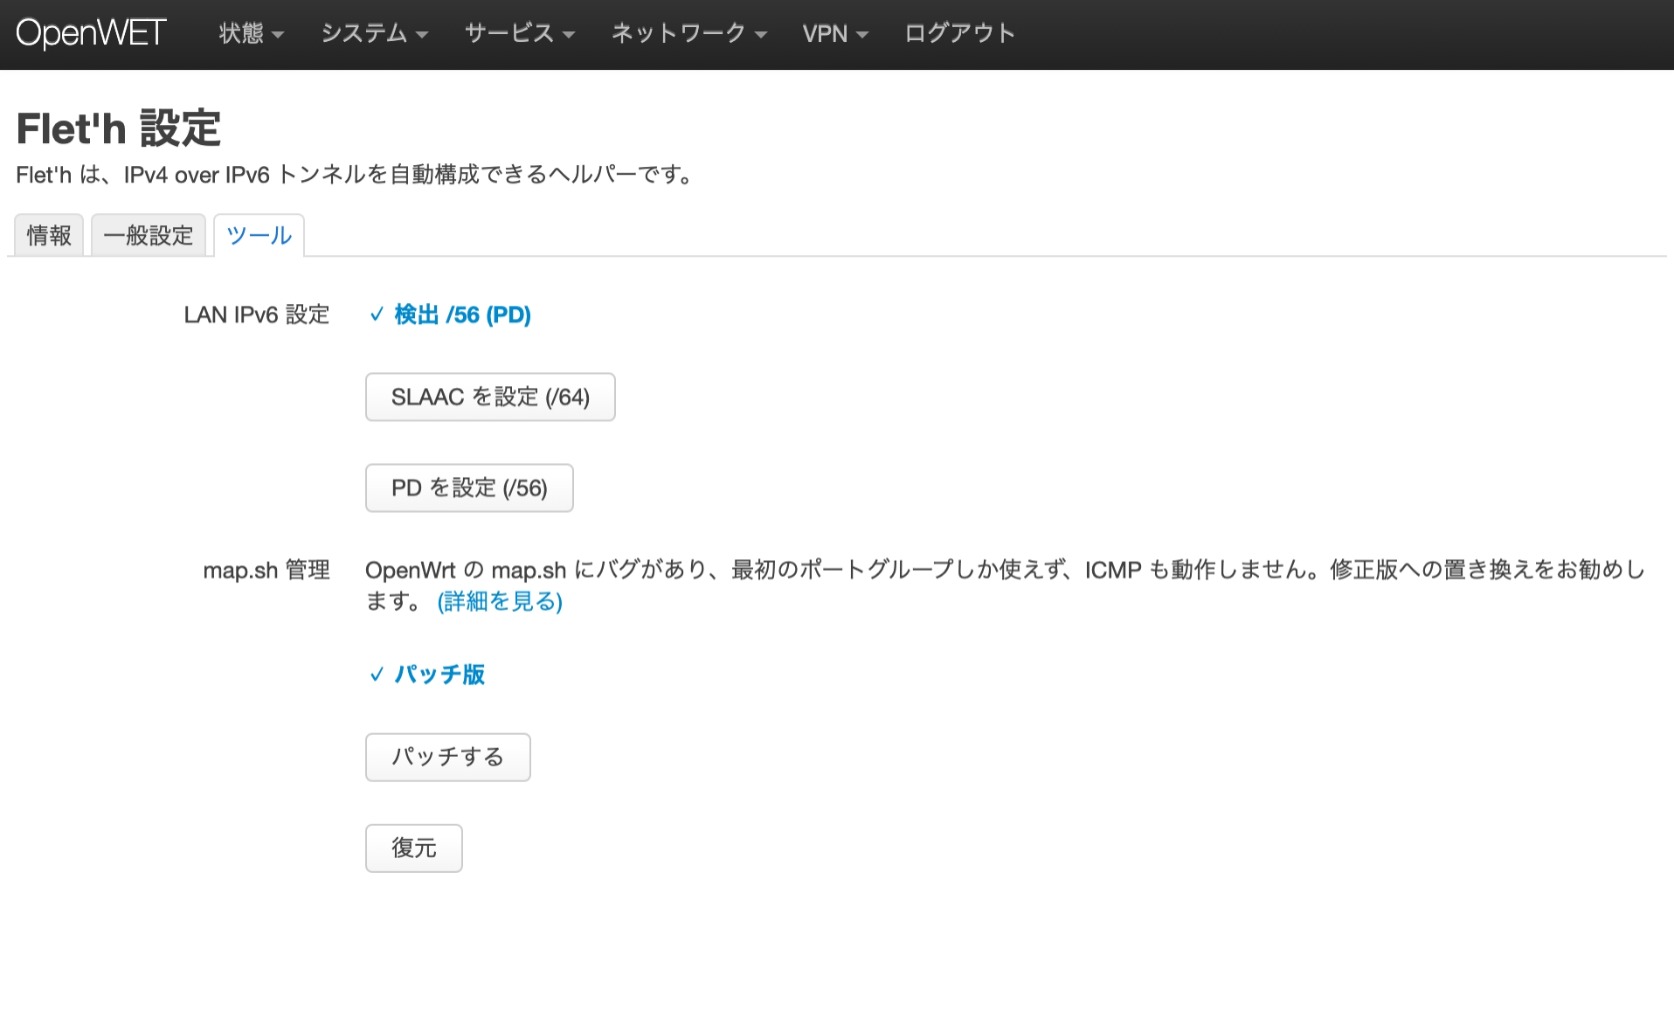 OpenWET 状態 システム サービス ネットワーク VPN ログアウト
Flet'h 設定
Flet'h は、IPv4 over IPv6 トンネルを自動構成できるヘルパーです。
情報 一般設定 ツール
LAN IPv6 設定 ✓ 検出 /56 (PD)
SLAAC を設定 (/64)
PD を設定 (/56)
map.sh 管理 OpenWrt の map.sh にバグがあり、最初のポートグループしか使えず、ICMP も動作しません。修正版への置き換えをお勧めし
ます。 (詳細を見る)
✓ パッチ版
パッチする
復元